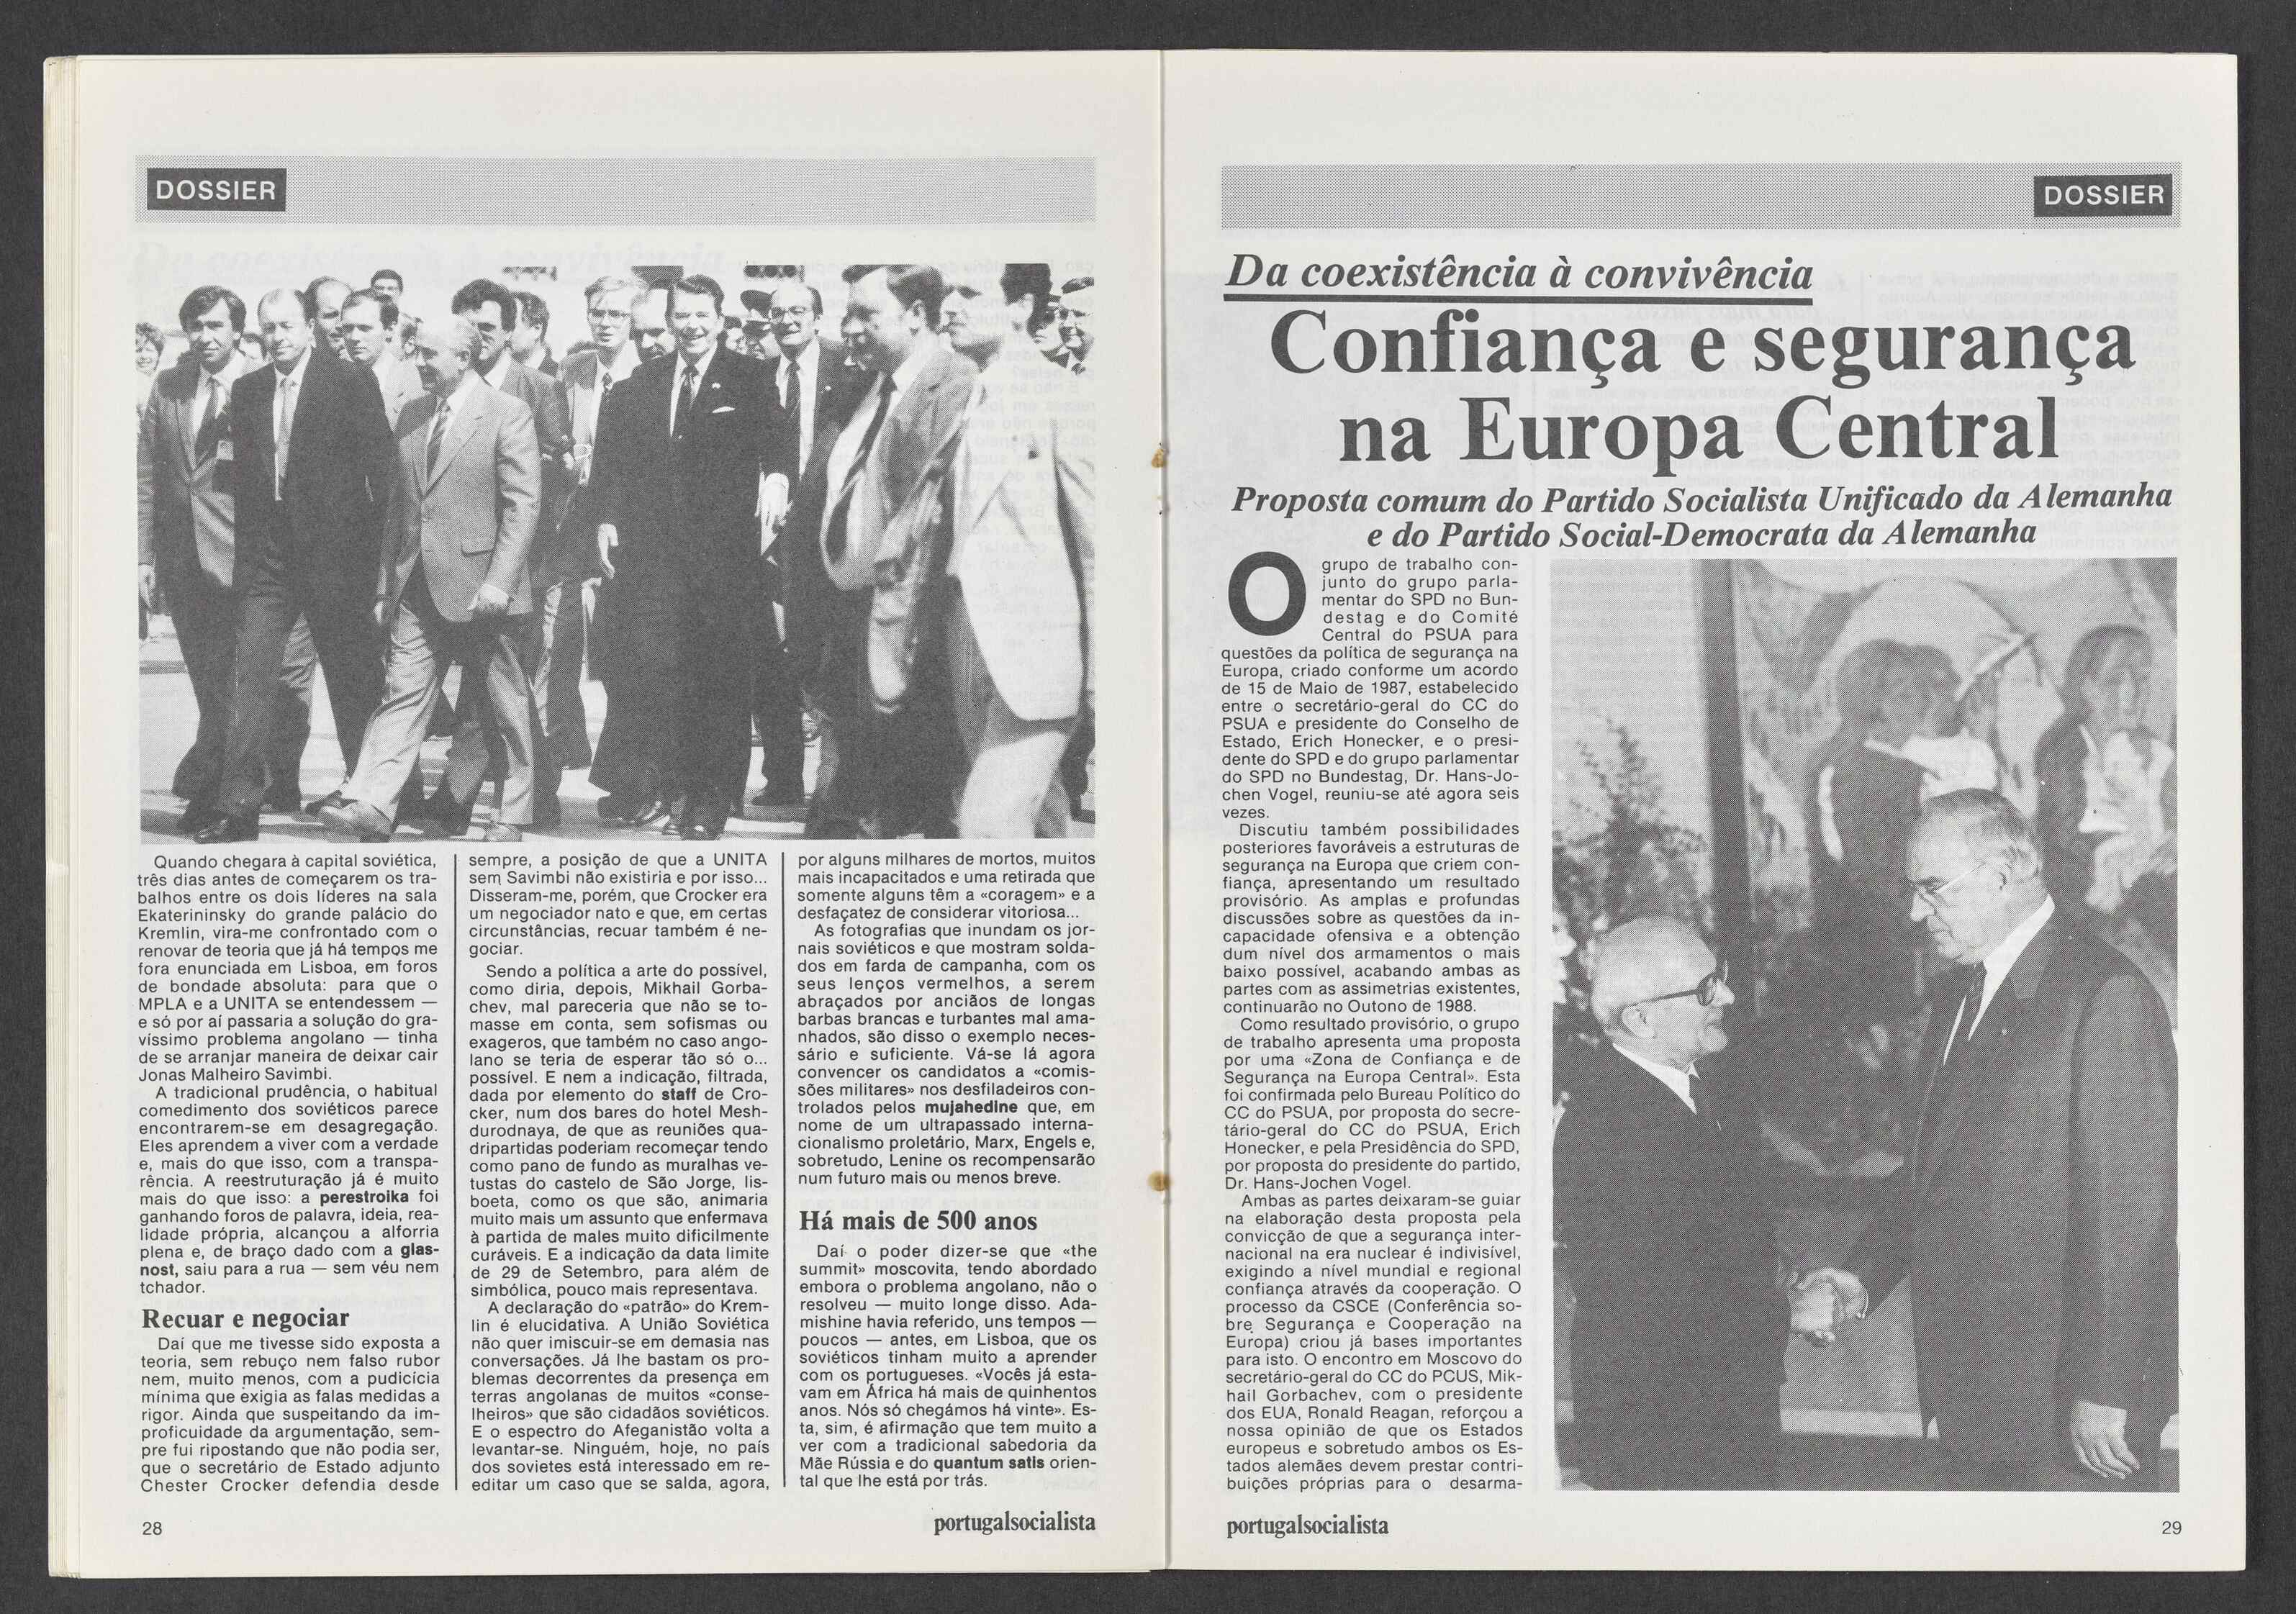 DOSSIER
Quando chegara à capital soviética,
três dias antes de começarem os tra-
balhos entre os dois líderes na sala
Ekaterininsky do grande palácio do
Kremlin, vira-me confrontado com o
renovar de teoria que já há tempos me
fora enunciada em Lisboa, em foros
de bondade absoluta: para que o
MPLA e a UNITA se entendessem —
e só por aí passaria a solução do gra-
víssimo problema angolano — tinha
de se arranjar maneira de deixar cair
Jonas Malheiro Savimbi.
A tradicional prudência, o habitual
comedimento dos soviéticos parece
encontrarem-se em desagregação.
Eles aprendem a viver com a verdade
e, mais do que isso, com a transpa-
rência. A reestruturação já é muito
mais do que isso: a perestroika foi
ganhando foros de palavra, ideia, rea-
lidade própria, alcançou a alforria
plena e, de braço dado com a glas-
nost, saiu para a rua — sem véu nem
tchador.
Recuar e negociar
Daí que me tivesse sido exposta a
teoria, sem rebuço nem falso rubor
nem, muito menos, com a pudicícia
mínima que exigia as falas medidas a
rigor. Ainda que suspeitando da im-
proficuidade da argumentação, sem-
pre fui ripostando que não podia ser,
que o secretário de Estado adjunto
Chester Crocker defendia desde
sempre, a posição de que a UNITA
sem Savimbi não existiria e por isso...
Disseram-me, porém, que Crocker era
um negociador nato e que, em certas
circunstâncias, recuar também é ne-
gociar.
Sendo a política a arte do possível,
como diria, depois, Mikhail Gorba-
chev, mal pareceria que não se to-
masse em conta, sem sofismas ou
exageros, que também no caso ango-
lano se teria de esperar tão só o...
possível. E nem a indicação, filtrada,
dada por elemento do staff de Cro-
cker, num dos bares do hotel Mesh-
durodnaya, de que as reuniões qua-
dripartidas poderiam recomeçar tendo
como pano de fundo as muralhas ve-
tustas do castelo de São Jorge, lis-
boeta, como os que são, animaria
muito mais um assunto que enfermava
à partida de males muito dificilmente
curáveis. E a indicação da data limite
de 29 de Setembro, para além de
simbólica, pouco mais representava.
A declaração do «patrão» do Krem-
lin é elucidativa. A União Soviética
não quer imiscuir-se em demasia nas
conversações. Já lhe bastam os pro-
blemas decorrentes da presença em
terras angolanas de muitos «conse-
lheiros» que são cidadãos soviéticos.
E o espectro do Afeganistão volta a
levantar-se. Ninguém, hoje, no país
dos sovietes está interessado em re-
editar um caso que se salda, agora,
por alguns milhares de mortos, muitos
mais incapacitados e uma retirada que
somente alguns têm a «coragem» e a
desfaçatez de considerar vitoriosa...
As fotografias que inundam os jor-
nais soviéticos e que mostram solda-
dos em farda de campanha, com os
seus lenços vermelhos, a serem
abraçados por anciãos de longas
barbas brancas e turbantes mal ama-
nhados, são disso o exemplo neces-
sário e suficiente. Vá-se lá agora
convencer os candidatos a «comis-
sões militares» nos desfiladeiros con-
trolados pelos mujahedine que, em
nome de um ultrapassado interna-
cionalismo proletário, Marx, Engels e,
sobretudo, Lenine os recompensarão
num futuro mais ou menos breve.
Há mais de 500 anos
Daí o poder dizer-se que «the
summit» moscovita, tendo abordado
embora o problema angolano, não o
resolveu — muito longe disso. Ada-
mishine havia referido, uns tempos —
poucos — antes, em Lisboa, que os
soviéticos tinham muito a aprender
com os portugueses. «Vocês já esta-
vam em África há mais de quinhentos
anos. Nós só chegámos há vinte». Es-
ta, sim, é afirmação que tem muito a
ver com a tradicional sabedoria da
Mãe Rússia e do quantum satis orien-
tal que lhe está por trás.
28
portugalsocialista
DOSSIER
Da coexistência à convivência
Confiança e segurança
na Europa Central
Proposta comum do Partido Socialista Unificado da Alemanha
e do Partido Social-Democrata da Alemanha
O grupo de trabalho con-
junto do grupo parla-
mentar do SPD no Bun-
destag e do Comité
Central do PSUA para
questões da política de segurança na
Europa, criado conforme um acordo
de 15 de Maio de 1987, estabelecido
entre o secretário-geral do CC do
PSUA e presidente do Conselho de
Estado, Erich Honecker, e o presi-
dente do SPD e do grupo parlamentar
do SPD no Bundestag, Dr. Hans-Jo-
chen Vogel, reuniu-se até agora seis
vezes.
Discutiu também possibilidades
posteriores favoráveis a estruturas de
segurança na Europa que criem con-
fiança, apresentando um resultado
provisório. As amplas e profundas
discussões sobre as questões da in-
capacidade ofensiva e a obtenção
dum nível dos armamentos o mais
baixo possível, acabando ambas as
partes com as assimetrias existentes,
continuarão no Outono de 1988.
Como resultado provisório, o grupo
de trabalho apresenta uma proposta
por uma «Zona de Confiança e de
Segurança na Europa Central». Esta
foi confirmada pelo Bureau Político do
CC do PSUA, por proposta do secre-
tário-geral do CC do PSUA, Erich
Honecker, e pela Presidência do SPD,
por proposta do presidente do partido,
Dr. Hans-Jochen Vogel.
Ambas as partes deixaram-se guiar
na elaboração desta proposta pela
convicção de que a segurança inter-
nacional na era nuclear é indivisível,
exigindo a nível mundial e regional
confiança através da cooperação. O
processo da CSCE (Conferência so-
bre Segurança e Cooperação na
Europa) criou já bases importantes
para isto. O encontro em Moscovo do
secretário-geral do CC do PCUS, Mik-
hail Gorbachev, com o presidente
dos EUA, Ronald Reagan, reforçou a
nossa opinião de que os Estados
europeus e sobretudo ambos os Es-
tados alemães devem prestar contri-
buições próprias para o desarma-
portugalsocialista
29